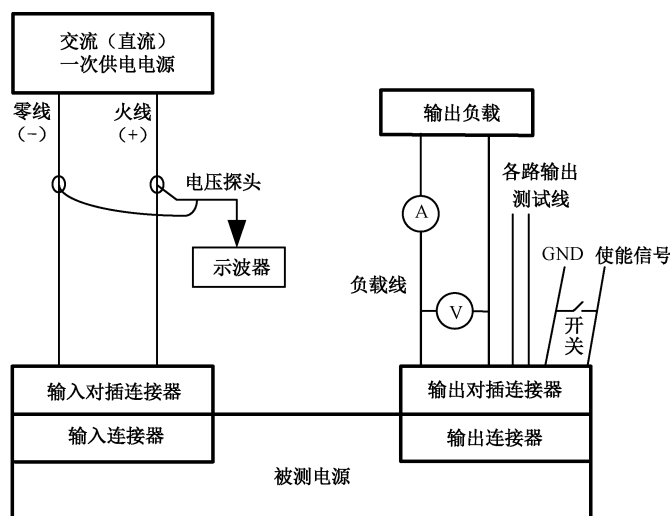 交流（直流）
一次供电电源
零线
（−）
火线
（+）
电压探头
示波器
输出负载
A
各路输出
测试线
GND
使能信号
负载线
V
开
关
输入对插连接器
输入连接器
输出对插连接器
输出连接器
被测电源